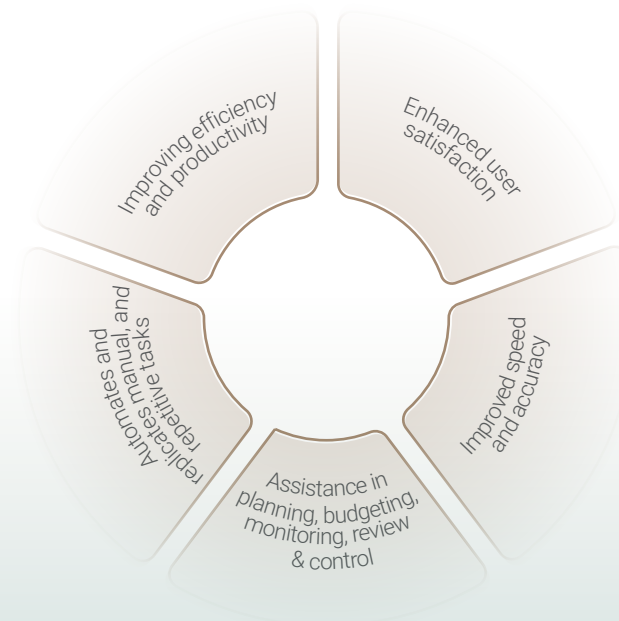 Improving efficiency
and productivity
Enhanced user
satisfaction
Improved speed
and accuracy
Assistance in
planning, budgeting,
monitoring, review
& control
Automates and
replicates manual, and
repetitive tasks